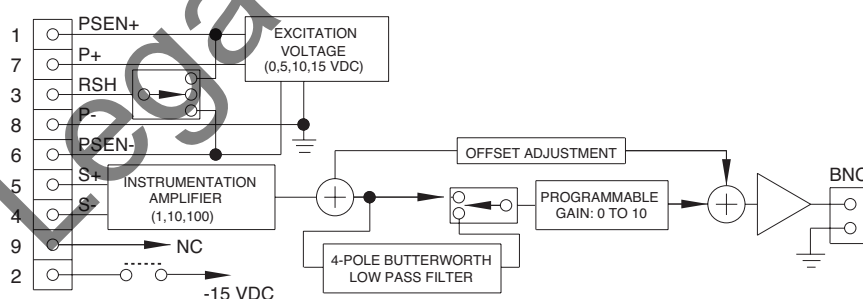 1 PSEN+
7 P+
3 RSH
8 P-
6 PSEN-
5 S+
4 S-
9 NC
2 -15 VDC
EXCITATION
VOLTAGE
(0,5,10,15 VDC)
INSTRUMENTATION
AMPLIFIER
(1,10,100)
OFFSET ADJUSTMENT
4-POLE BUTTERWORTH
LOW PASS FILTER
PROGRAMMABLE
GAIN: 0 TO 10
BNC
Lega